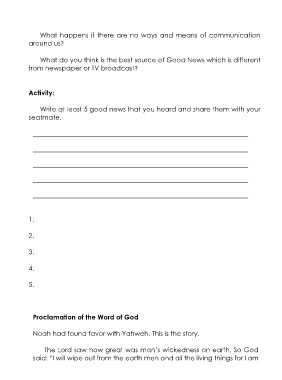 What happens if there are no ways and means of communication
around us?
What do you think is the best source of Good News which is different
from newspaper or TV broadcast?
Activity:
Write at least 5 good news that you heard and share them with your
seatmate.
1.
2.
3.
4.
5.
Proclamation of the Word of God
Noah had found favor with Yahweh. This is the story.
The Lord saw how great was man's wickedness on earth. So God
said: "I will wipe out from the earth men and all the living things for I am